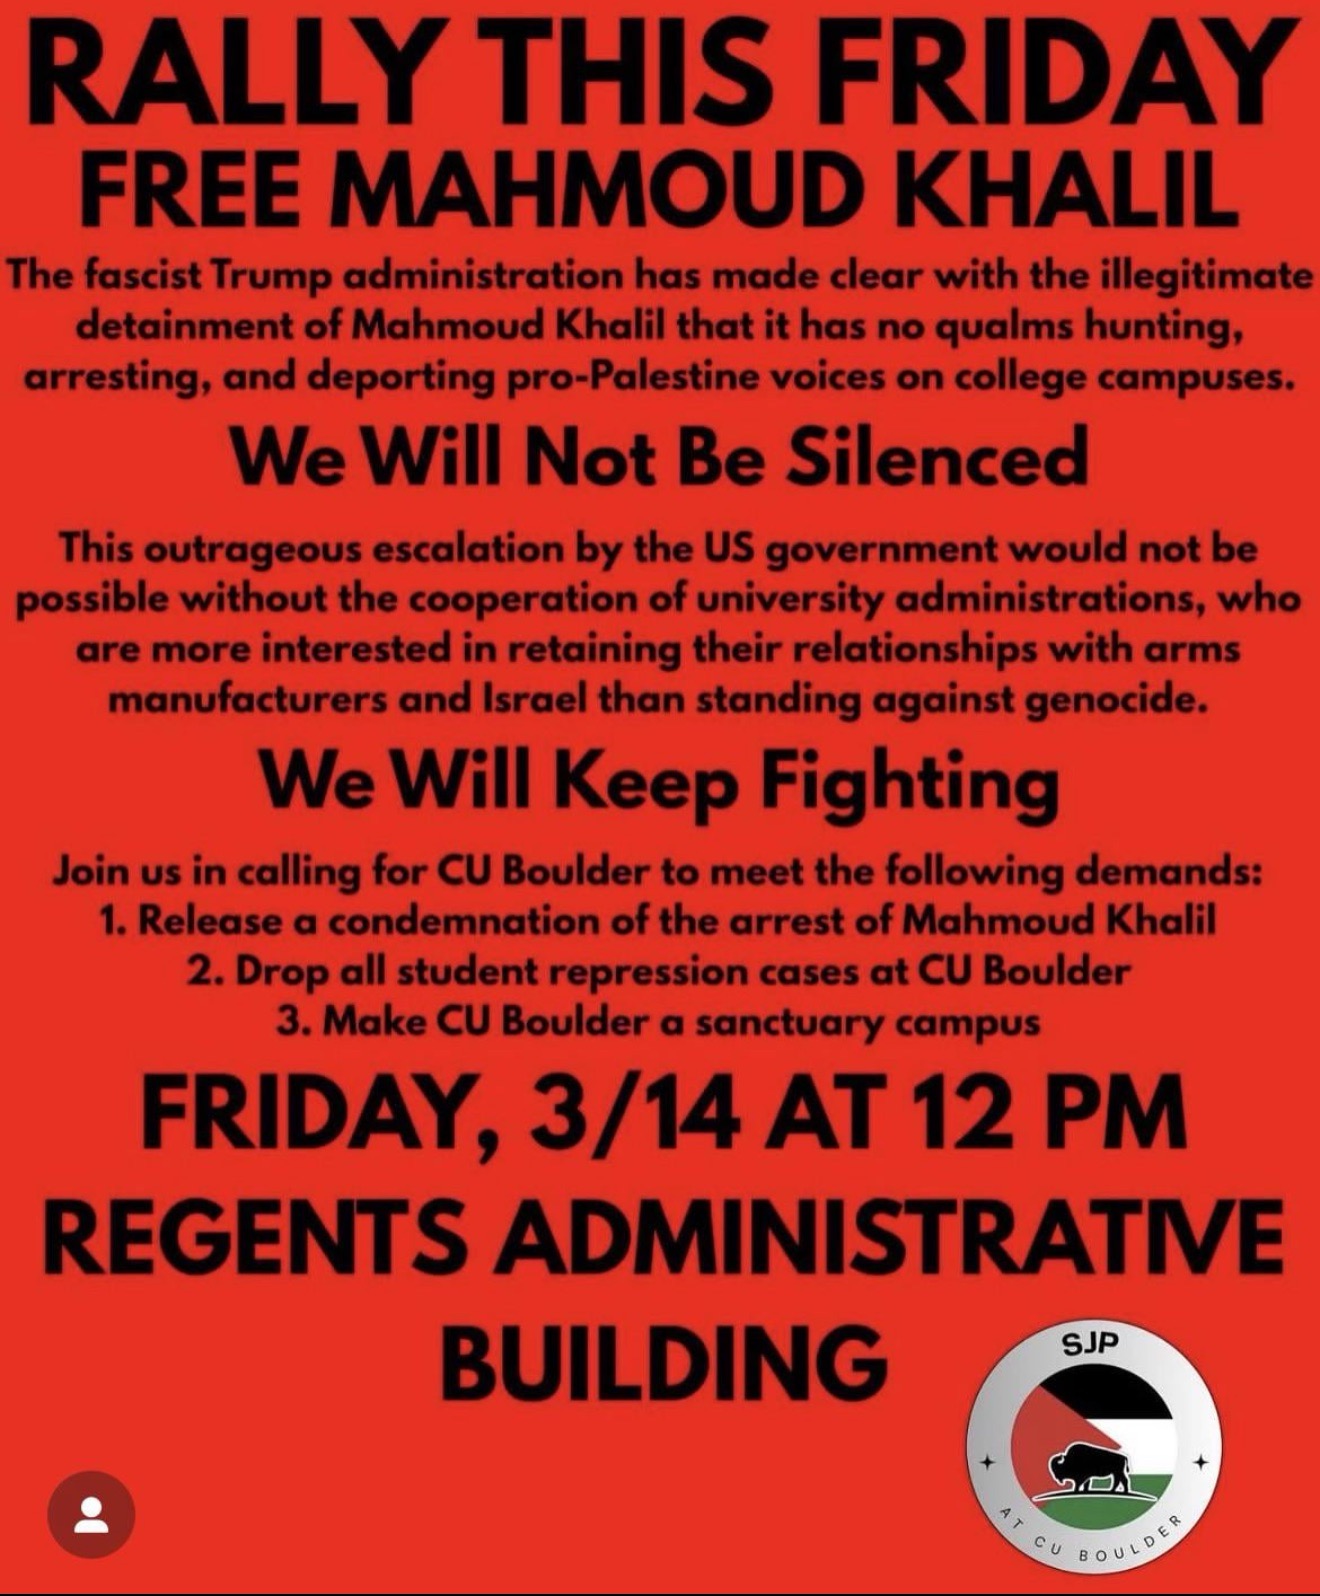 RALLY THIS FRIDAY
FREE MAHMOUD KHALIL
The fascist Trump administration has made clear with the illegitimate
detainment of Mahmoud Khalil that it has no qualms hunting,
arresting, and deporting pro-Palestine voices on college campuses.
We Will Not Be Silenced
This outrageous escalation by the US government would not be
possible without the cooperation of university administrations, who
are more interested in retaining their relationships with arms
manufacturers and Israel than standing against genocide.
We Will Keep Fighting
Join us in calling for CU Boulder to meet the following demands:
1. Release a condemnation of the arrest of Mahmoud Khalil
2. Drop all student repression cases at CU Boulder
3. Make CU Boulder a sanctuary campus
FRIDAY, 3/14 AT 12 PM
REGENTS ADMINISTRATIVE
BUILDING
SJP
AT CU BOULDER